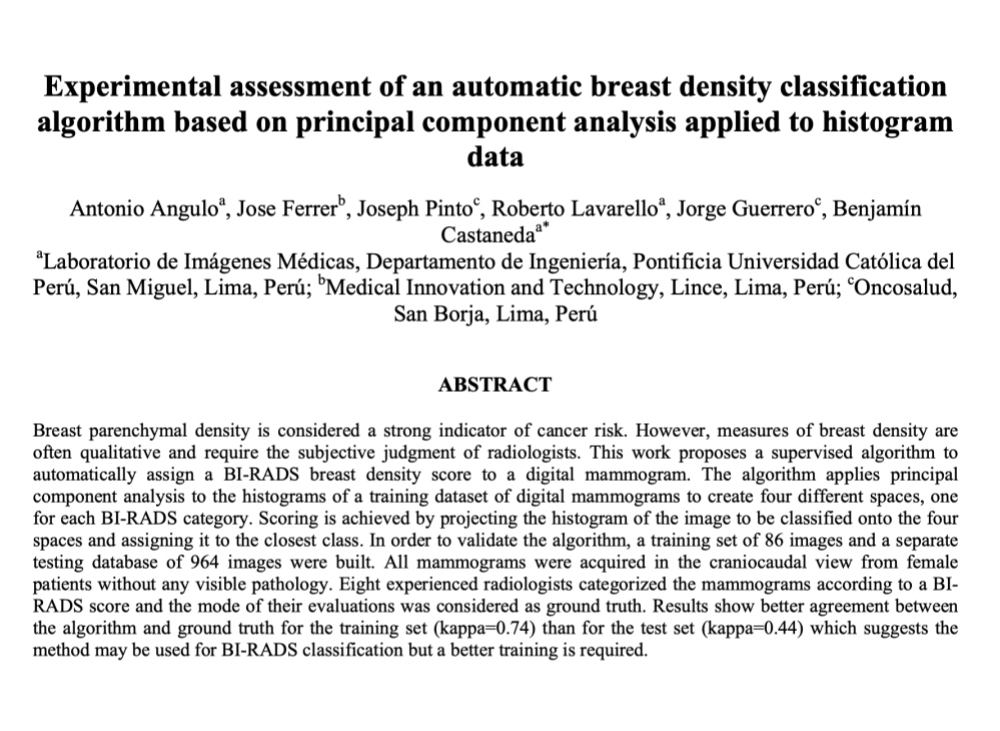 Experimental assessment of an automatic breast density classification
algorithm based on principal component analysis applied to histogram
data
Antonio Anguloᵃ, Jose Ferrerᵇ, Joseph Pintoᶜ, Roberto Lavarelloᵃ, Jorge Guerreroᶜ, Benjamín
Castanedaᵃ*
ᵃLaboratorio de Imágenes Médicas, Departamento de Ingeniería, Pontificia Universidad Católica del
Perú, San Miguel, Lima, Perú; ᵇMedical Innovation and Technology, Lince, Lima, Perú; ᶜOncosalud,
San Borja, Lima, Perú
ABSTRACT
Breast parenchymal density is considered a strong indicator of cancer risk. However, measures of breast density are
often qualitative and require the subjective judgment of radiologists. This work proposes a supervised algorithm to
automatically assign a BI-RADS breast density score to a digital mammogram. The algorithm applies principal
component analysis to the histograms of a training dataset of digital mammograms to create four different spaces, one
for each BI-RADS category. Scoring is achieved by projecting the histogram of the image to be classified onto the four
spaces and assigning it to the closest class. In order to validate the algorithm, a training set of 86 images and a separate
testing database of 964 images were built. All mammograms were acquired in the craniocaudal view from female
patients without any visible pathology. Eight experienced radiologists categorized the mammograms according to a BI-
RADS score and the mode of their evaluations was considered as ground truth. Results show better agreement between
the algorithm and ground truth for the training set (kappa=0.74) than for the test set (kappa=0.44) which suggests the
method may be used for BI-RADS classification but a better training is required.